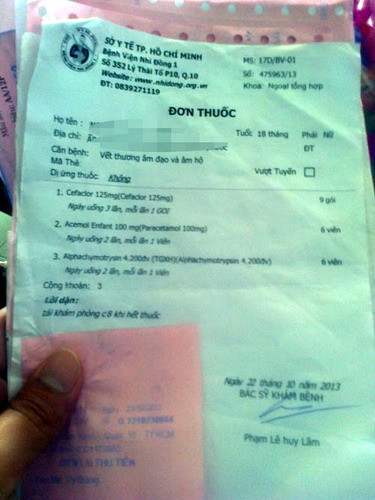 SỞ Y TẾ TP. HỒ CHÍ MINH
Bệnh Viện Nhi Đồng 1
Số 352 Lý Thái Tổ P10, Q.10
Website: www.nhidong.org.vn
ĐT: 0839271119
MS: 17D/BV-01
Số: 475963/13
Khoa: Ngoại tổng hợp
ĐƠN THUỐC
Họ tên :
Địa chỉ: Tuổi: 18 tháng Phái Nữ
ĐT
Căn bệnh: Vết thương âm đạo và âm hộ
Mã Thẻ: Vượt Tuyến
Dị ứng thuốc: Không
1. Cefaclor 125mg(Cefaclor 125mg) 9 gói
Ngày uống 3 lần, mỗi lần 1 GOI
2. Acemol Enfant 100 mg(Paracetamol 100mg) 6 viên
Ngày uống 2 lần, mỗi lần 1 Viên
3. Alphachymotrysin 4.200đv (TGXH)(Alphachymotrypsin 4.200đv) 6 viên
Ngày uống 2 lần, mỗi lần 1 Viên
Cộng khoản: 3
Lời dặn:
tái khám phòng c8 khi hết thuốc
Ngày 22 tháng 10 năm 2013
BÁC SỸ KHÁM BỆNH
Phạm Lê huy Lâm